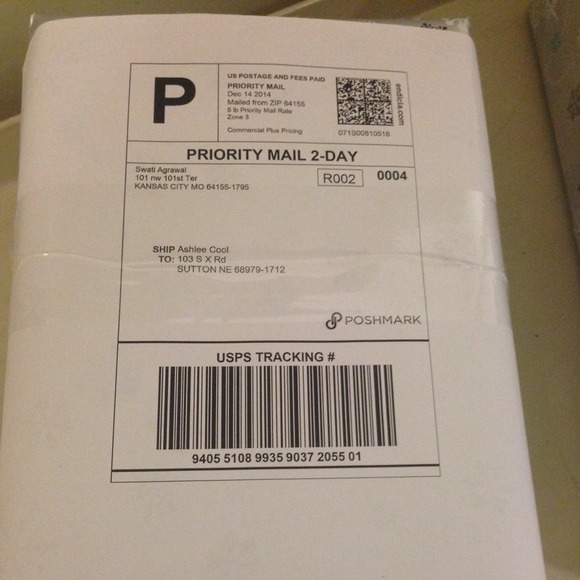 P
US POSTAGE AND FEES PAID
PRIORITY MAIL
Dec 14 2014
Mailed from ZIP 64155
5 lb Priority Mail Rate
Zone 3
Commercial Plus Pricing
endicia.com
071S00810518
PRIORITY MAIL 2-DAY
Swati Agrawal
101 nw 101st Ter
KANSAS CITY MO 64155-1795
R002 0004
SHIP TO: Ashlee Cool
103 S X Rd
SUTTON NE 68979-1712
POSHMARK
USPS TRACKING #
9405 5108 9935 9037 2055 01